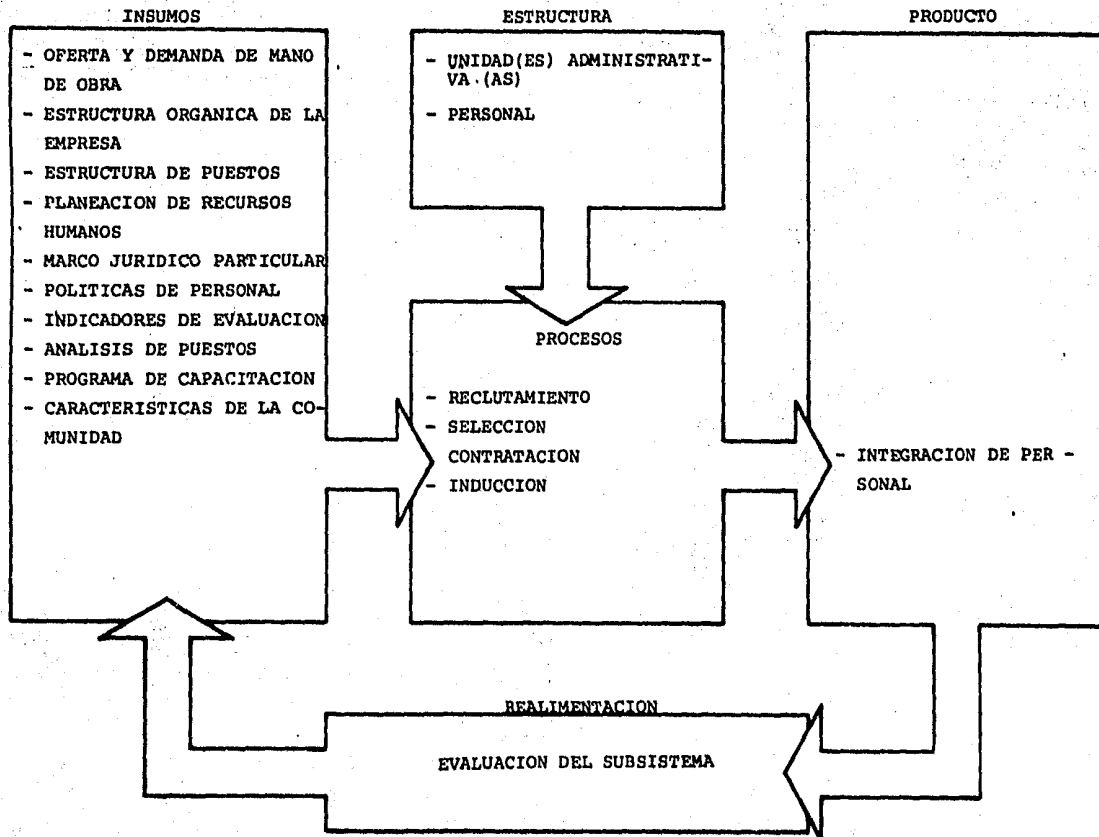 INSUMOS
- OFERTA Y DEMANDA DE MANO
DE OBRA
- ESTRUCTURA ORGANICA DE LA
EMPRESA
- ESTRUCTURA DE PUESTOS
- PLANEACION DE RECURSOS
HUMANOS
- MARCO JURIDICO PARTICULAR
- POLITICAS DE PERSONAL
- INDICADORES DE EVALUACION
- ANALISIS DE PUESTOS
- PROGRAMA DE CAPACITACION
- CARACTERISTICAS DE LA CO-
MUNIDAD
ESTRUCTURA
- UNIDAD(ES) ADMINISTRATI-
VA.(AS)
- PERSONAL
PROCESOS
- RECLUTAMIENTO
- SELECCION
CONTRATACION
- INDUCCION
PRODUCTO
- INTEGRACION DE PER -
SONAL
REALIMENTACION
EVALUACION DEL SUBSISTEMA